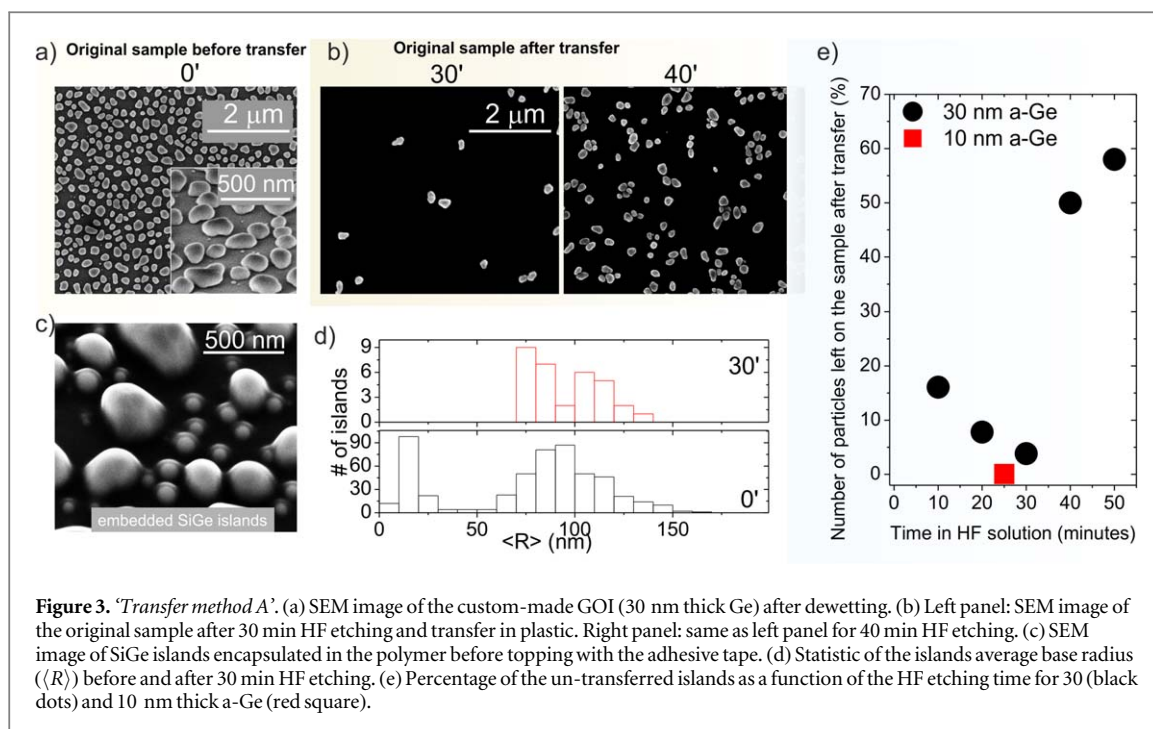 a) Original sample before transfer
0'
2 μm
500 nm
b) Original sample after transfer
30' 40'
2 μm
c)
500 nm
embedded SiGe islands
d)
# of islands
9
6
3
0
30'
90
60
30
0
0'
0 50 100 150
<R> (nm)
e)
Number of particles left on the sample after transfer (%)
70
60
50
40
30
20
10
0
30 nm a-Ge
10 nm a-Ge
0 10 20 30 40 50
Time in HF solution (minutes)
Figure 3. ‘Transfer method A’. (a) SEM image of the custom-made GOI (30 nm thick Ge) after dewetting. (b) Left panel: SEM image of
the original sample after 30 min HF etching and transfer in plastic. Right panel: same as left panel for 40 min HF etching. (c) SEM
image of SiGe islands encapsulated in the polymer before topping with the adhesive tape. (d) Statistic of the islands average base radius
(⟨R⟩) before and after 30 min HF etching. (e) Percentage of the un-transferred islands as a function of the HF etching time for 30 (black
dots) and 10 nm thick a-Ge (red square).